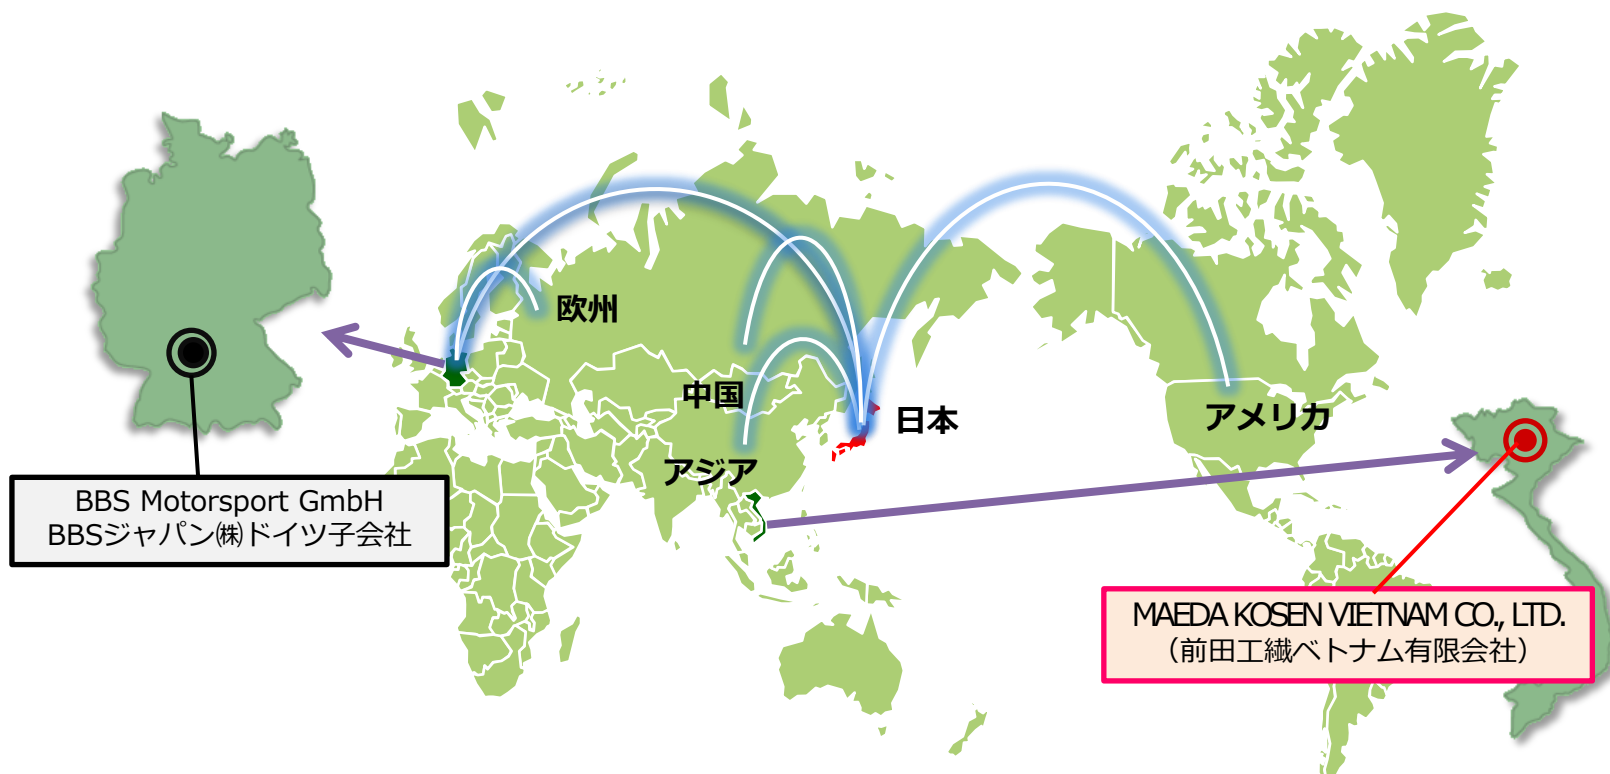 欧州
中国
アジア
日本
アメリカ
BBS Motorsport GmbH
BBSジャパン㈱ドイツ子会社
MAEDA KOSEN VIETNAM CO., LTD.
（前田工繊ベトナム有限会社）